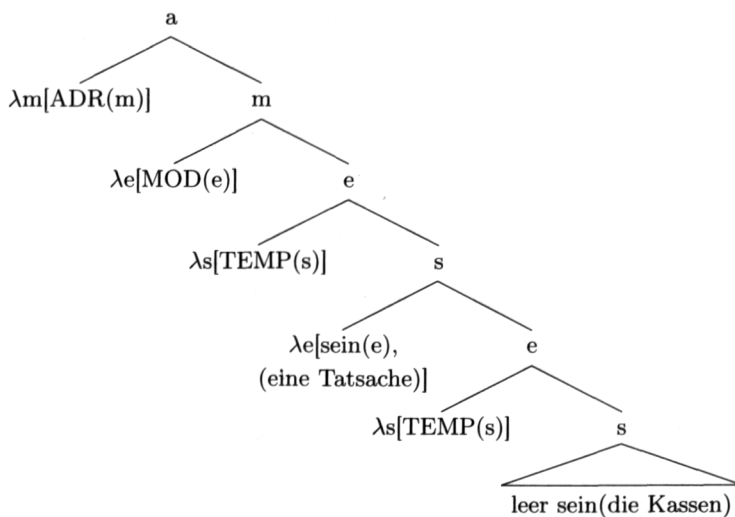 a
λm[ADR(m)] m
λe[MOD(e)] e
λs[TEMP(s)] s
λe[sein(e), e
(eine Tatsache)]
λs[TEMP(s)] s
leer sein(die Kassen)